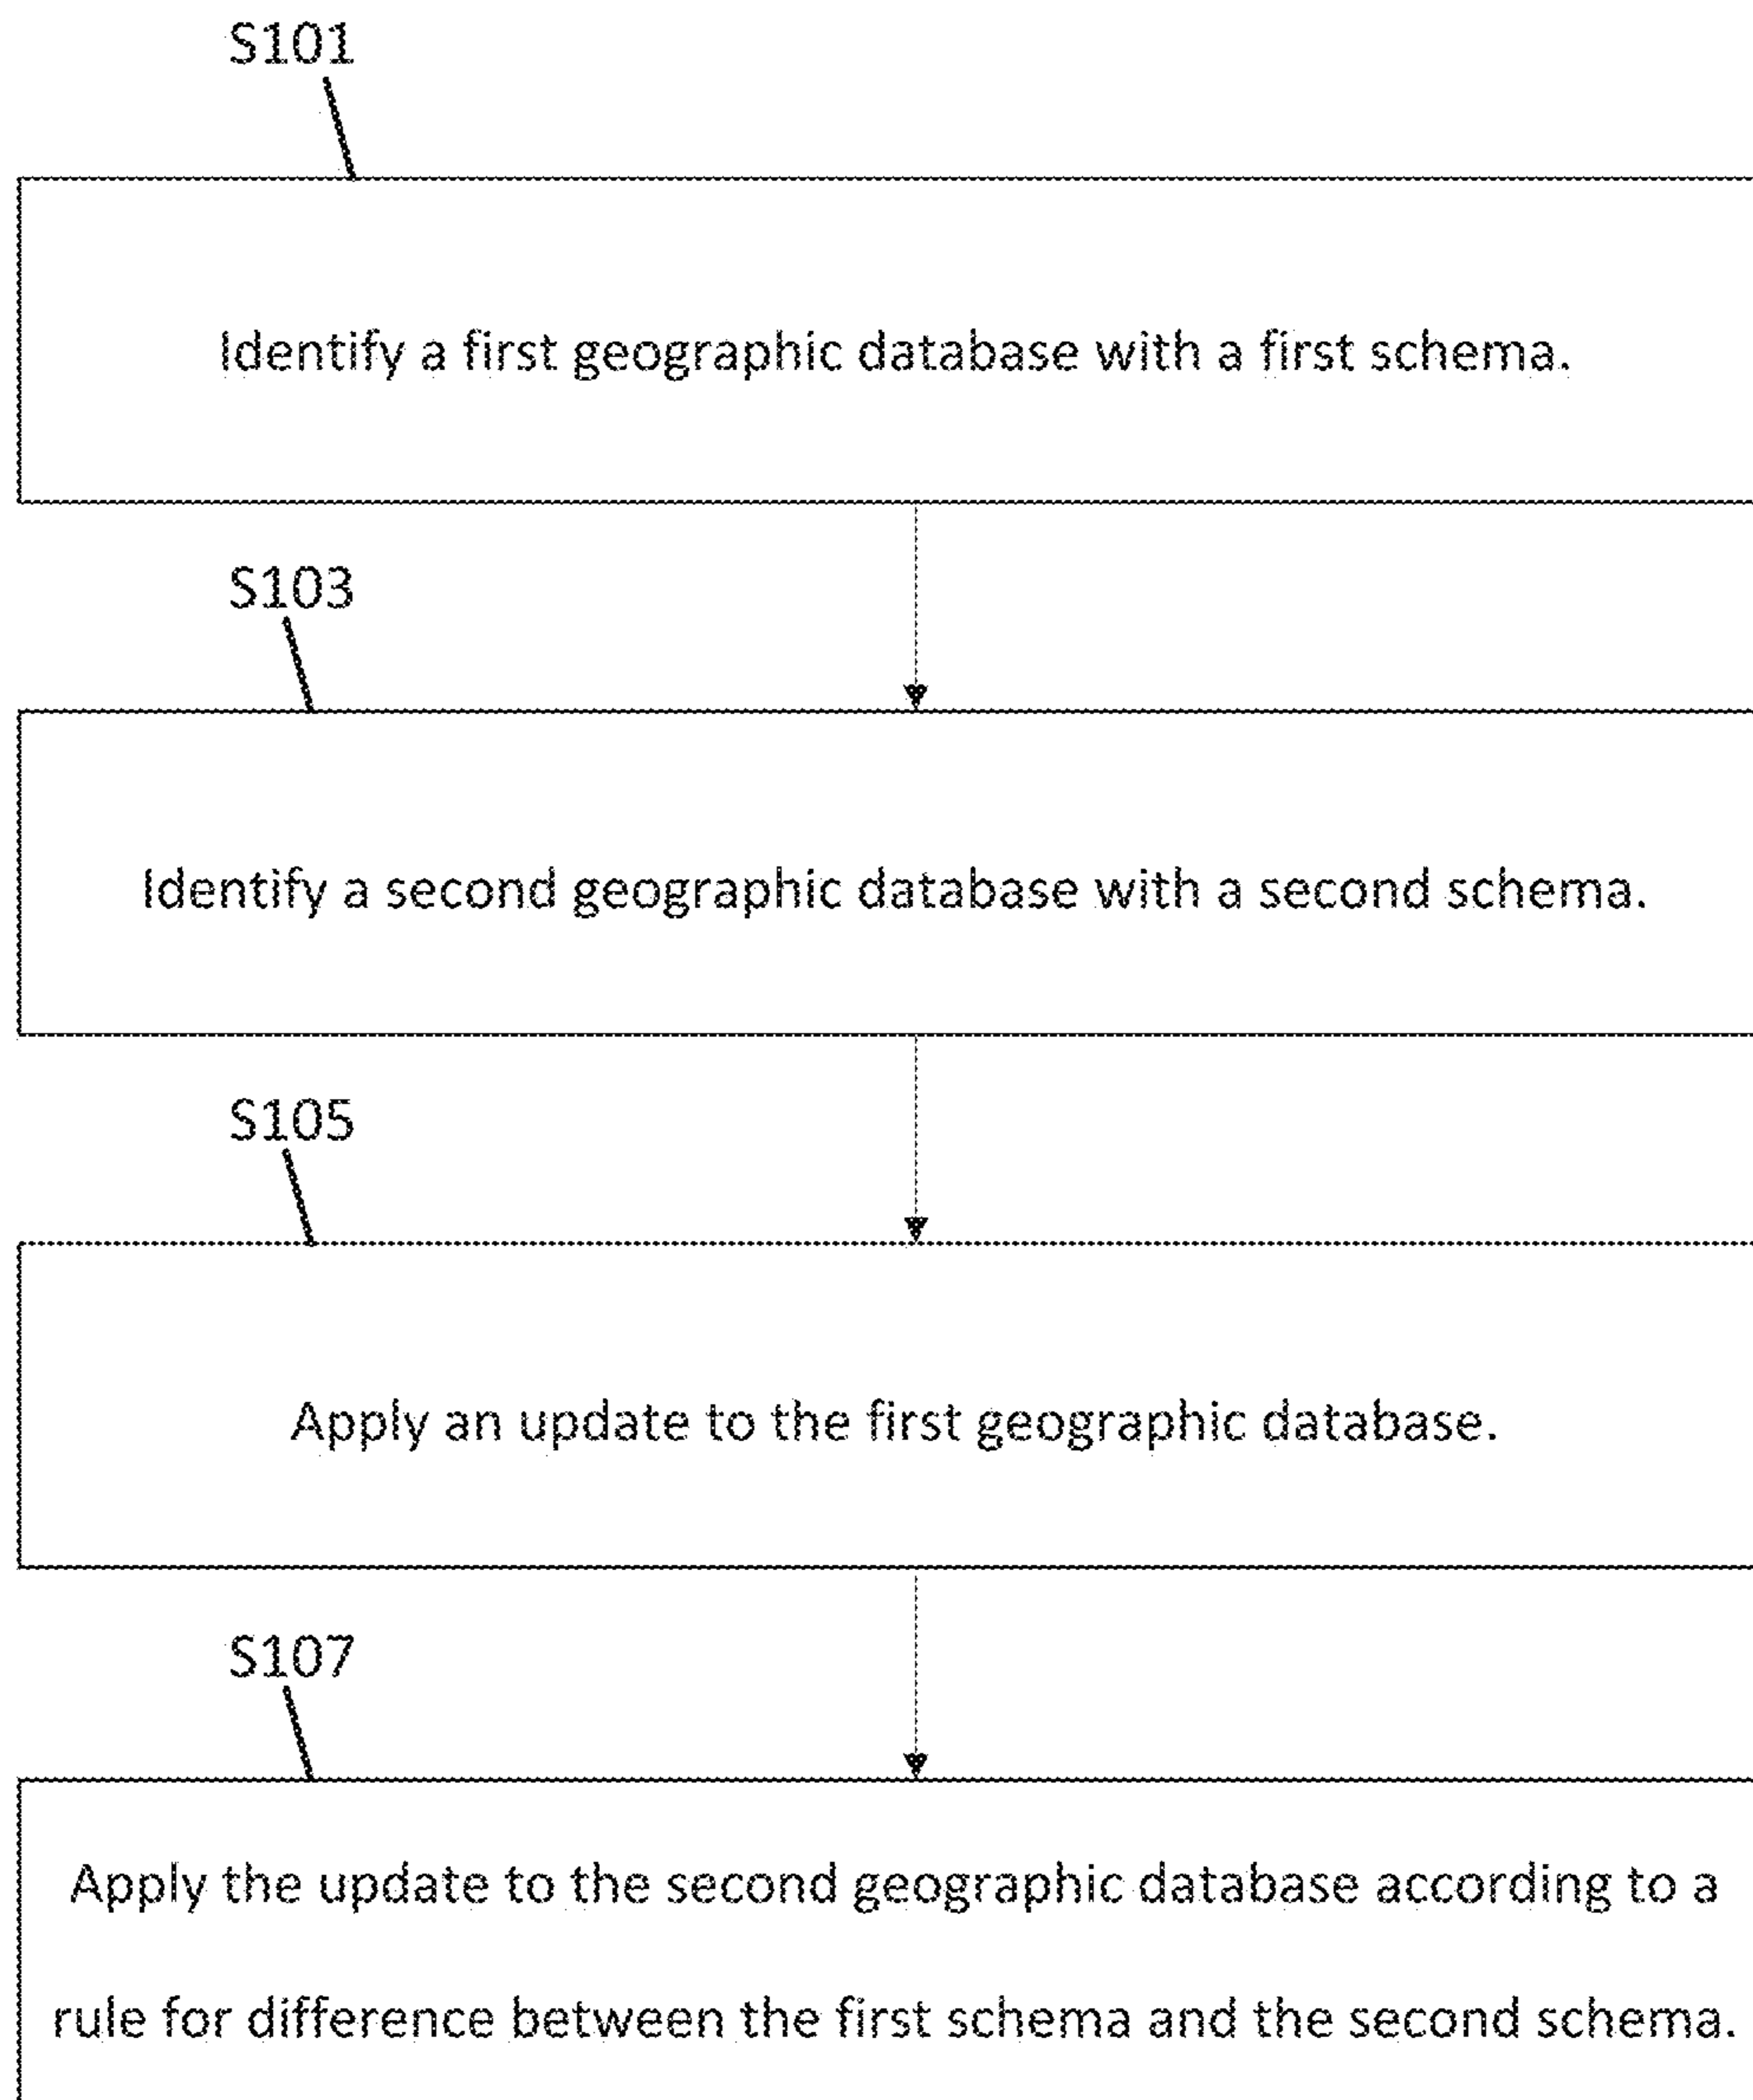 S101
Identify a first geographic database with a first schema.
S103
Identify a second geographic database with a second schema.
S105
Apply an update to the first geographic database.
S107
Apply the update to the second geographic database according to a
rule for difference between the first schema and the second schema.